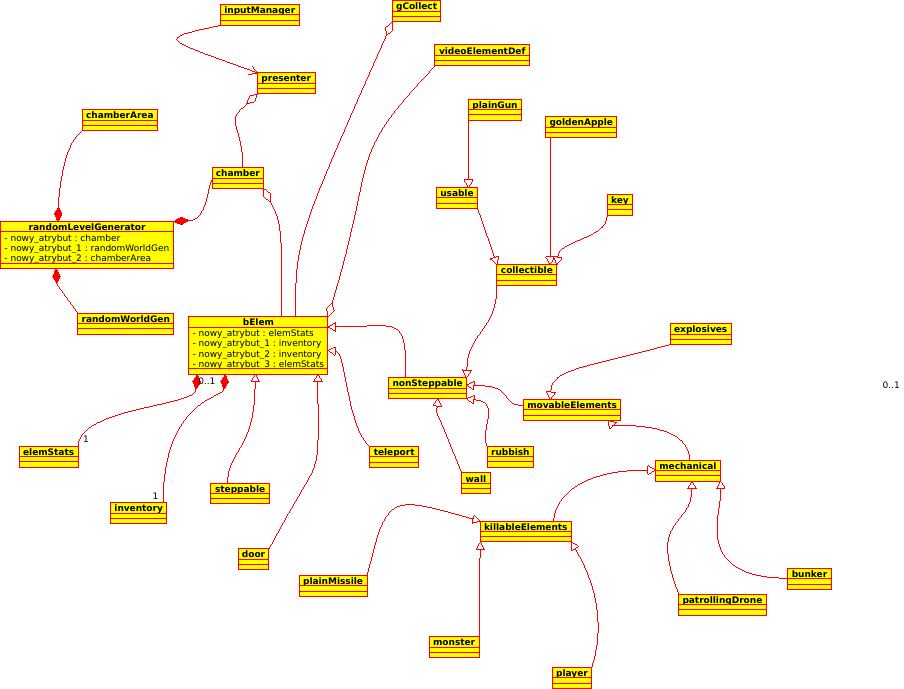 inputManager
gCollect
videoElementDef
presenter
plainGun
chamberArea
goldenApple
chamber
usable
key
randomLevelGenerator
- nowy_atrybut : chamber
- nowy_atrybut_1 : randomWorldGen
- nowy_atrybut_2 : chamberArea
collectible
randomWorldGen
bElem
- nowy_atrybut : elemStats
- nowy_atrybut_1 : inventory
- nowy_atrybut_2 : inventory
- nowy_atrybut_3 : elemStats
explosives
0..1
nonSteppable
0..1
movableElements
1
elemStats
teleport
rubbish
mechanical
wall
steppable
1
inventory
killableElements
door
plainMissile
bunker
patrollingDrone
monster
player